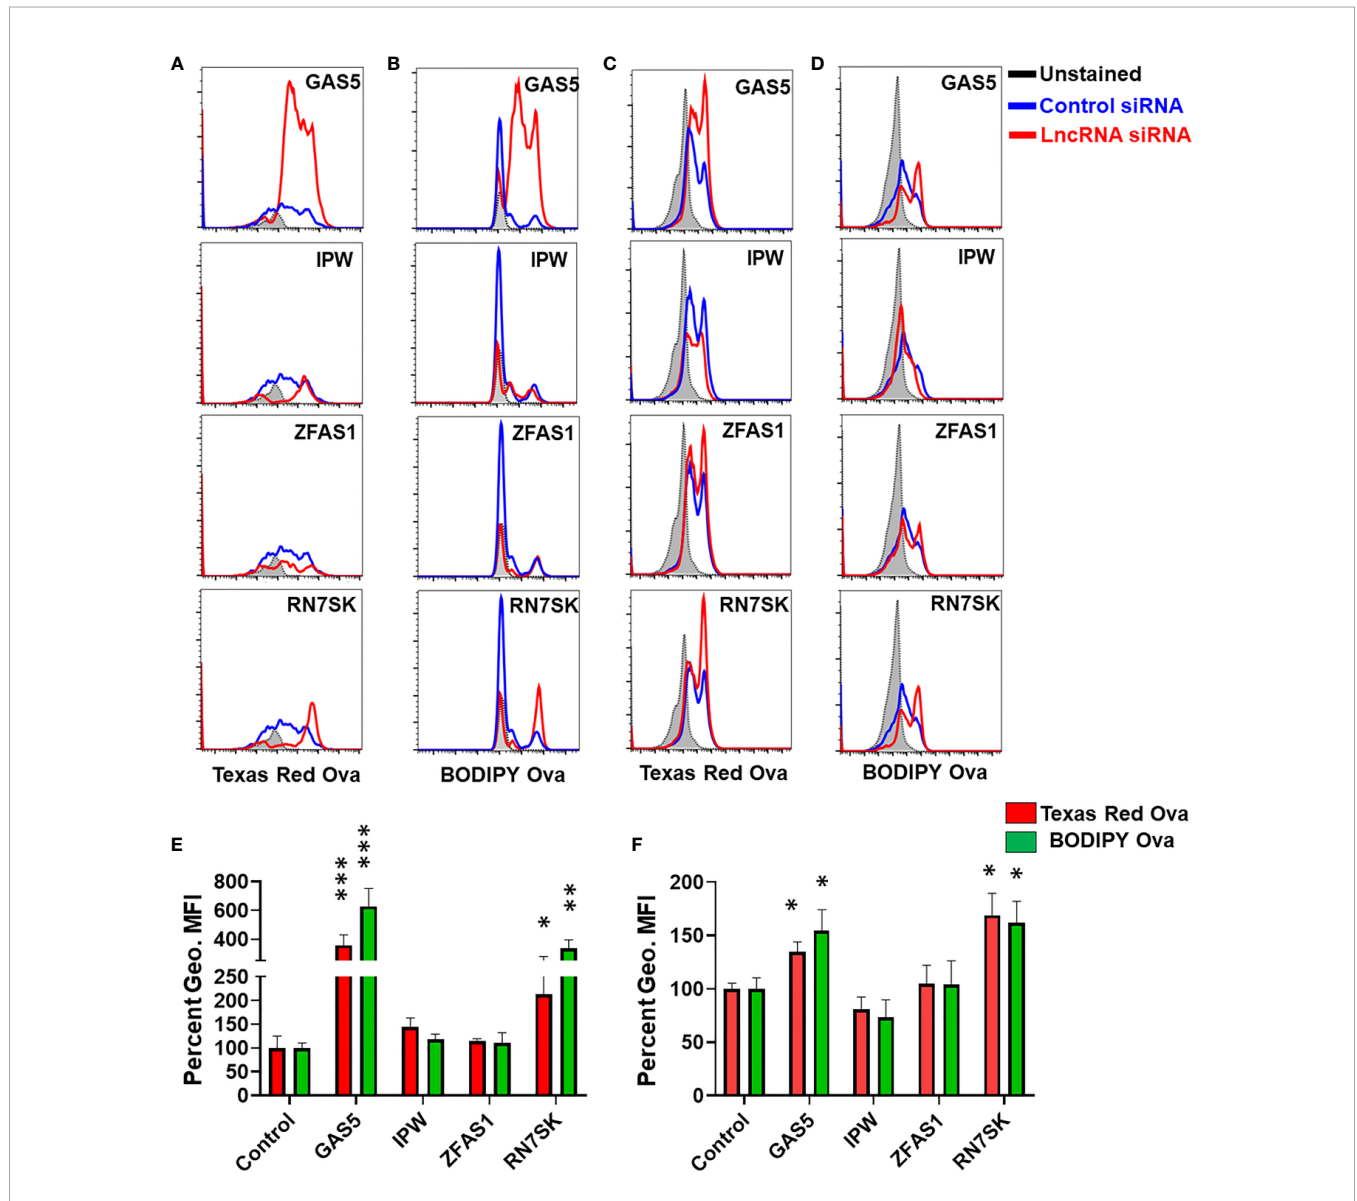 A
B
C
D
GAS5
GAS5
GAS5
GAS5
Unstained
Control siRNA
LncRNA siRNA
IPW
IPW
IPW
IPW
ZFAS1
ZFAS1
ZFAS1
ZFAS1
RN7SK
RN7SK
RN7SK
RN7SK
Texas Red Ova
BODIPY Ova
Texas Red Ova
BODIPY Ova
Texas Red Ova
BODIPY Ova
E
Percent Geo. MFI
800
600
400
250
200
150
100
50
0
***
***
*
**
Control
GAS5
IPW
ZFAS1
RN7SK
F
Percent Geo. MFI
200
150
100
50
0
*
*
*
*
Control
GAS5
IPW
ZFAS1
RN7SK